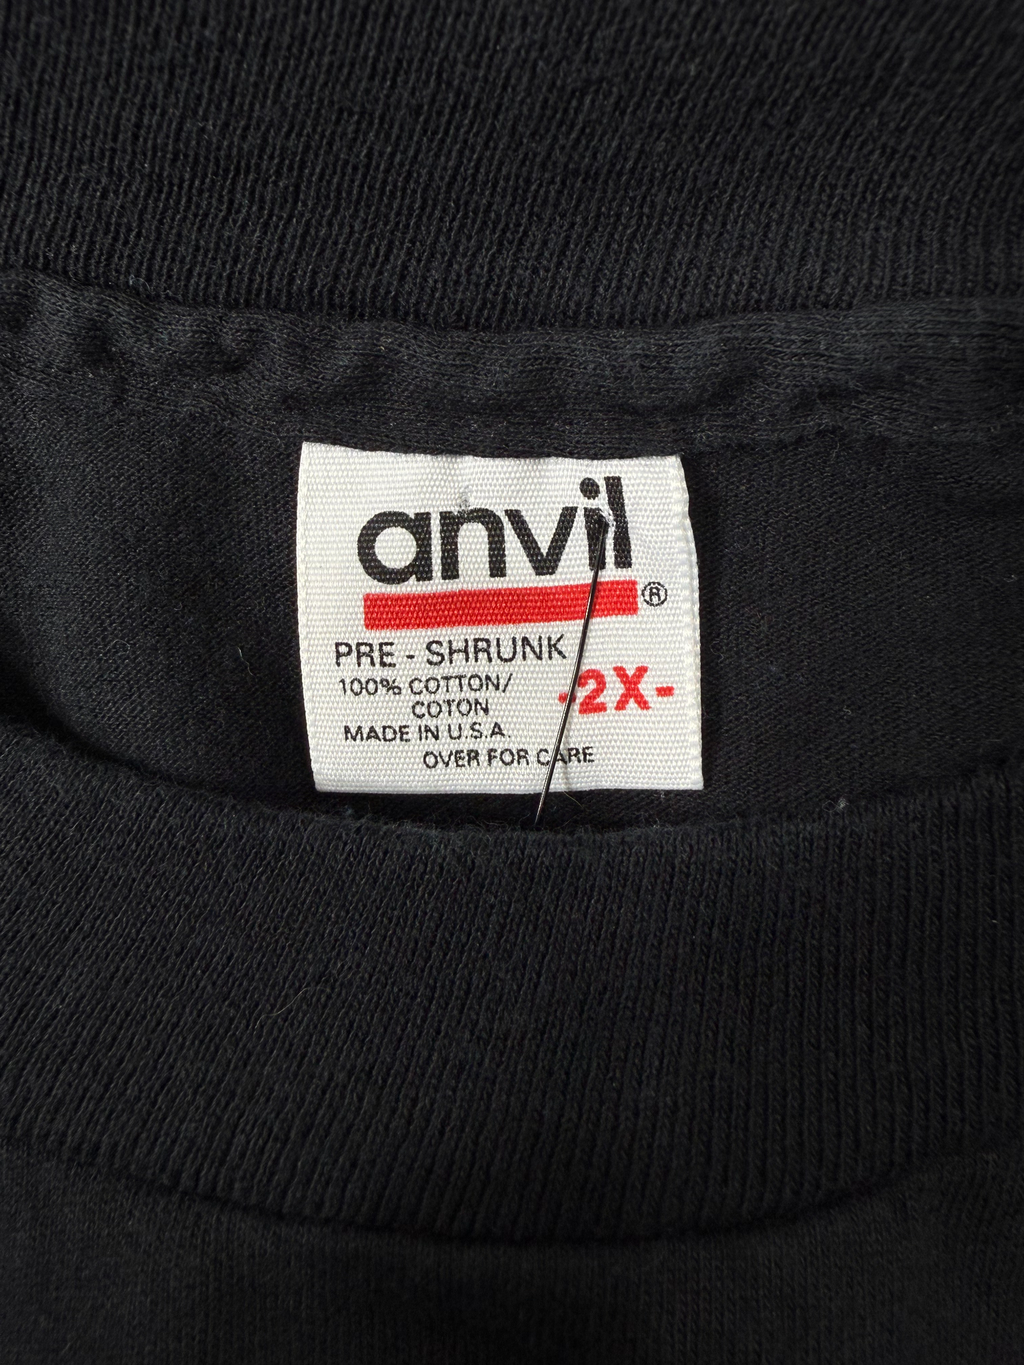 anvil
®
PRE - SHRUNK
100% COTTON/
COTON
-2X-
MADE IN U.S.A.
OVER FOR CARE